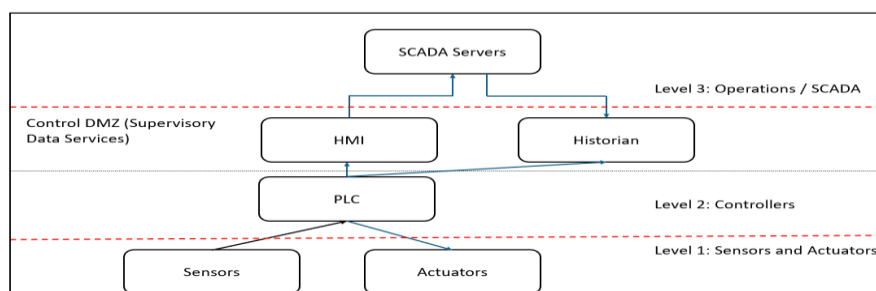 SCADA Servers
Level 3: Operations / SCADA
Control DMZ (Supervisory
Data Services)
HMI
Historian
PLC
Level 2: Controllers
Level 1: Sensors and Actuators
Sensors
Actuators